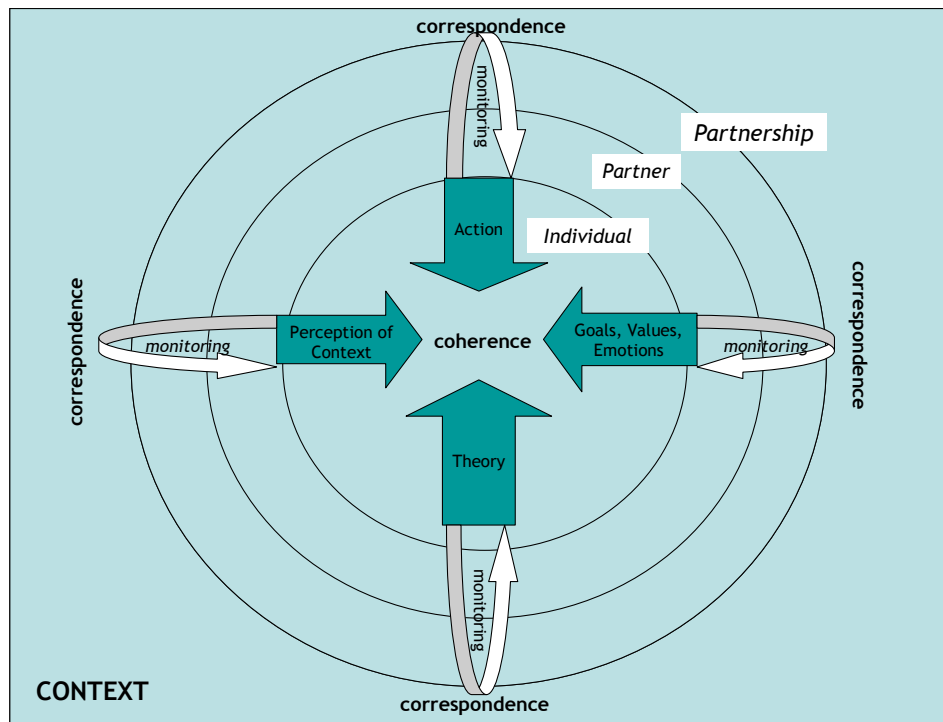 correspondence
monitoring
Partnership
Partner
Action
Individual
correspondence
monitoring
Perception of
Context
coherence
Goals, Values,
Emotions
monitoring
correspondence
Theory
monitoring
CONTEXT
correspondence